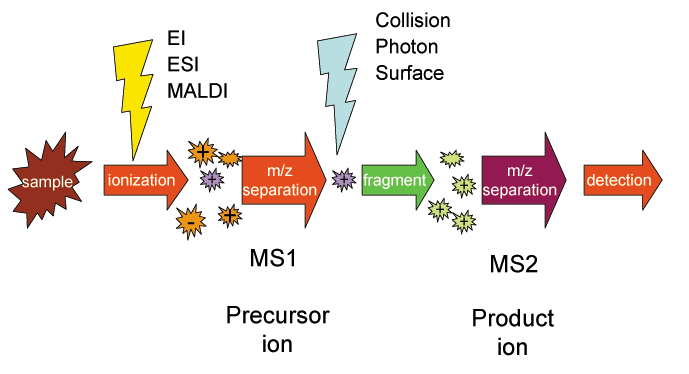 EI
ESI
MALDI
Collision
Photon
Surface
sample
ionization
+
+
+
-
m/z
separation
+
fragment
+
+
+
m/z
separation
detection
MS1
MS2
Precursor
ion
Product
ion